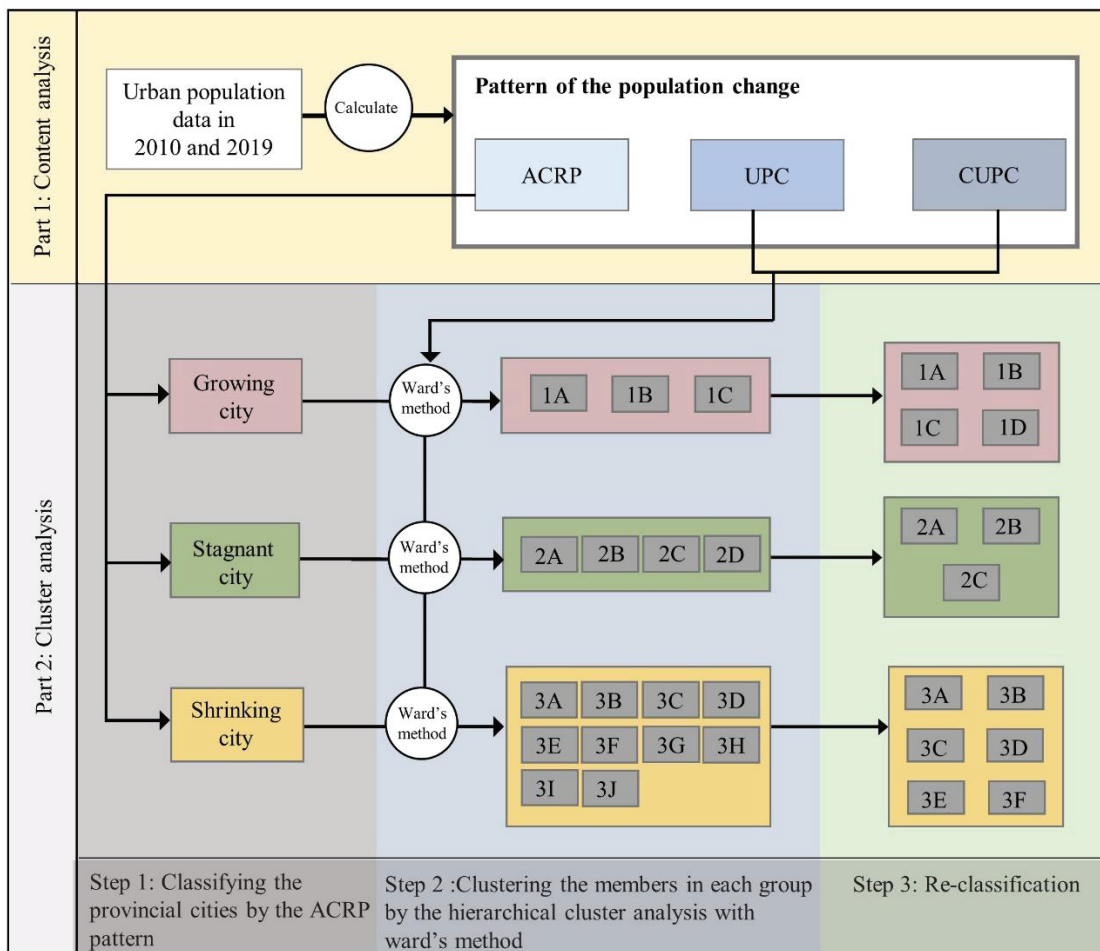 Part 1: Content analysis
Urban population
data in
2010 and 2019
Calculate
Pattern of the population change
ACRP
UPC
CUPC
Part 2: Cluster analysis
Growing
city
Ward's
method
1A
1B
1C
1A
1B
1C
1D
Stagnant
city
Ward's
method
2A
2B
2C
2D
2A
2B
2C
Shrinking
city
Ward's
method
3A
3B
3C
3D
3E
3F
3G
3H
3I
3J
3A
3B
3C
3D
3E
3F
Step 1: Classifying the
provincial cities by the ACRP
pattern
Step 2 :Clustering the members in each group
by the hierarchical cluster analysis with
ward's method
Step 3: Re-classification